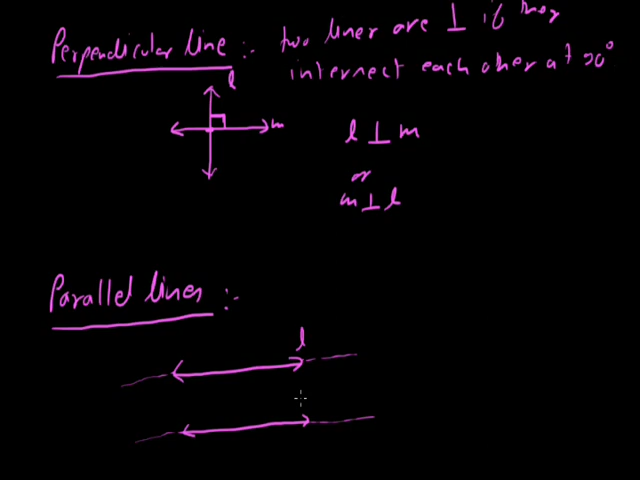 Perpendicular line :- two lines are ⊥ if they
intersect each other at 90°
l
m
l ⊥ m
or
m ⊥ l
Parallel lines :-
l